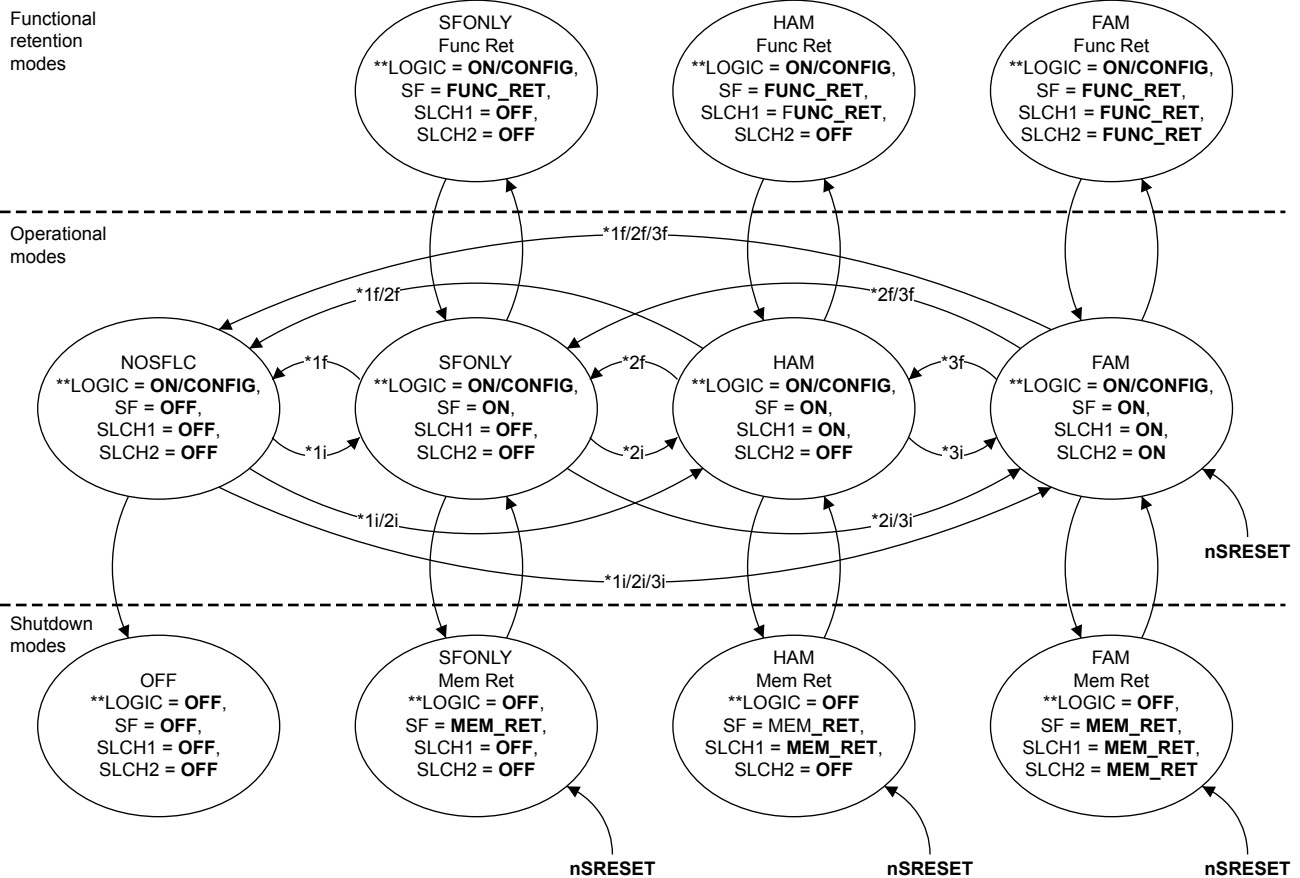 Functional
retention
modes
SFONLY
Func Ret
**LOGIC = ON/CONFIG,
SF = FUNC_RET,
SLCH1 = OFF,
SLCH2 = OFF
HAM
Func Ret
**LOGIC = ON/CONFIG,
SF = FUNC_RET,
SLCH1 = FUNC_RET,
SLCH2 = OFF
FAM
Func Ret
**LOGIC = ON/CONFIG,
SF = FUNC_RET,
SLCH1 = FUNC_RET,
SLCH2 = FUNC_RET
Operational
modes
*1f/2f/3f
*1f/2f
*2f/3f
NOSFLC
**LOGIC = ON/CONFIG,
SF = OFF,
SLCH1 = OFF,
SLCH2 = OFF
*1f
*1i
SFONLY
**LOGIC = ON/CONFIG,
SF = ON,
SLCH1 = OFF,
SLCH2 = OFF
*2f
*2i
HAM
**LOGIC = ON/CONFIG,
SF = ON,
SLCH1 = ON,
SLCH2 = OFF
*3f
*3i
FAM
**LOGIC = ON/CONFIG,
SF = ON,
SLCH1 = ON,
SLCH2 = ON
*1i/2i
*2i/3i
nSRESET
*1i/2i/3i
Shutdown
modes
OFF
**LOGIC = OFF,
SF = OFF,
SLCH1 = OFF,
SLCH2 = OFF
SFONLY
Mem Ret
**LOGIC = OFF,
SF = MEM_RET,
SLCH1 = OFF,
SLCH2 = OFF
HAM
Mem Ret
**LOGIC = OFF
SF = MEM_RET,
SLCH1 = MEM_RET,
SLCH2 = OFF
FAM
Mem Ret
**LOGIC = OFF,
SF = MEM_RET,
SLCH1 = MEM_RET,
SLCH2 = MEM_RET
nSRESET
nSRESET
nSRESET